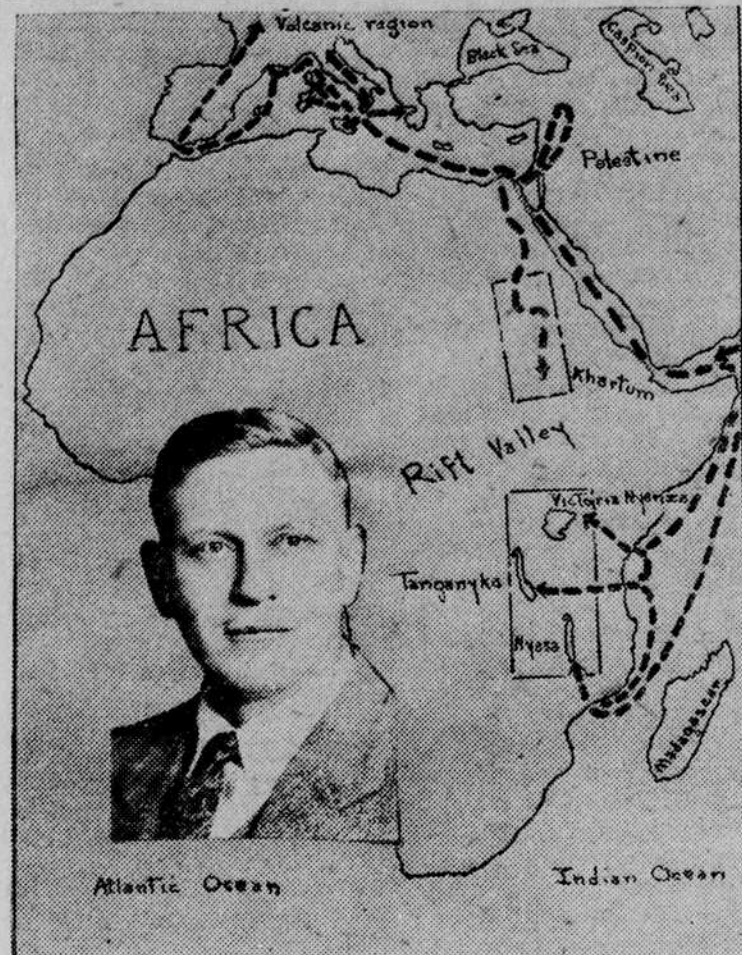 Volcanic region
Black Sea
Caspian Sea
Palestine
AFRICA
Khartum
Rift Valley
Victoria Nyanza
Tanganyka
Nyasa
Madagascar
Atlantic Ocean
Indian Ocean